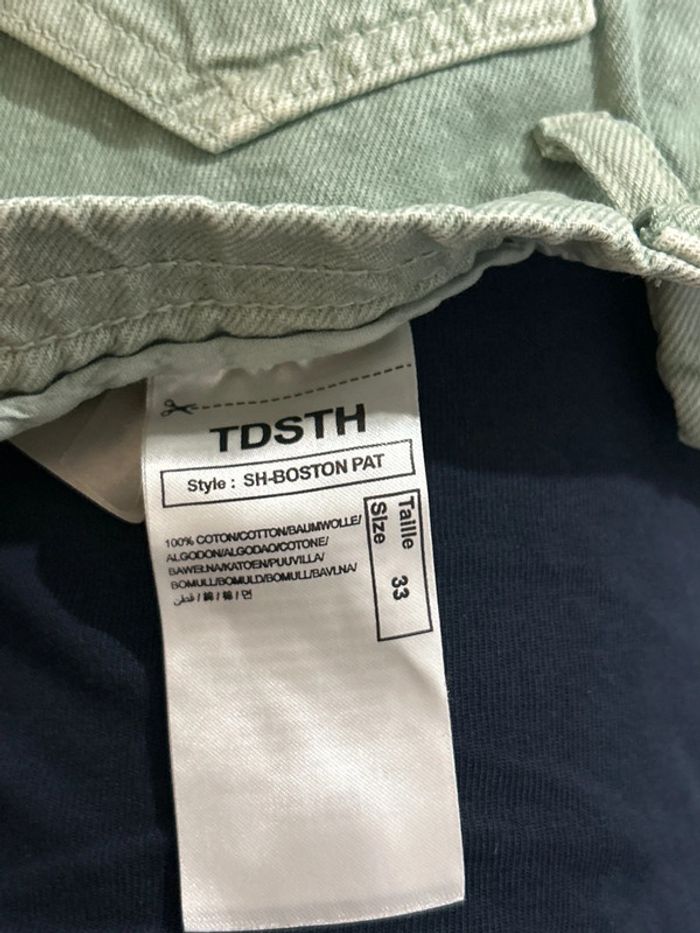 TDSTH
Style : SH-BOSTON PAT
100% COTON/COTTON/BAUMWOLLE/
ALGODON/ALGODAO/COTONE/
BAWEŁNA/KATOEN/PUUVILLA/
BOMULL/BOMULD/BOMULL/BAVLNA/
قطن / 棉 / 棉 / 면
Taille 33
Size